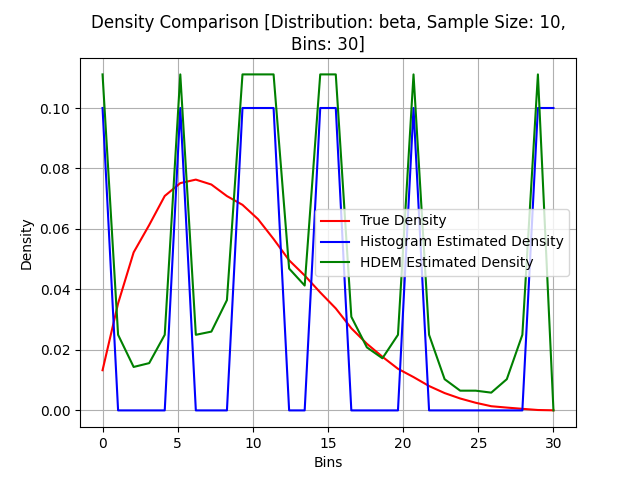 Density Comparison [Distribution: beta, Sample Size: 10,
Bins: 30]
Density
0.10
0.08
0.06
0.04
0.02
0.00
True Density
Histogram Estimated Density
HDEM Estimated Density
0 5 10 15 20 25 30
Bins